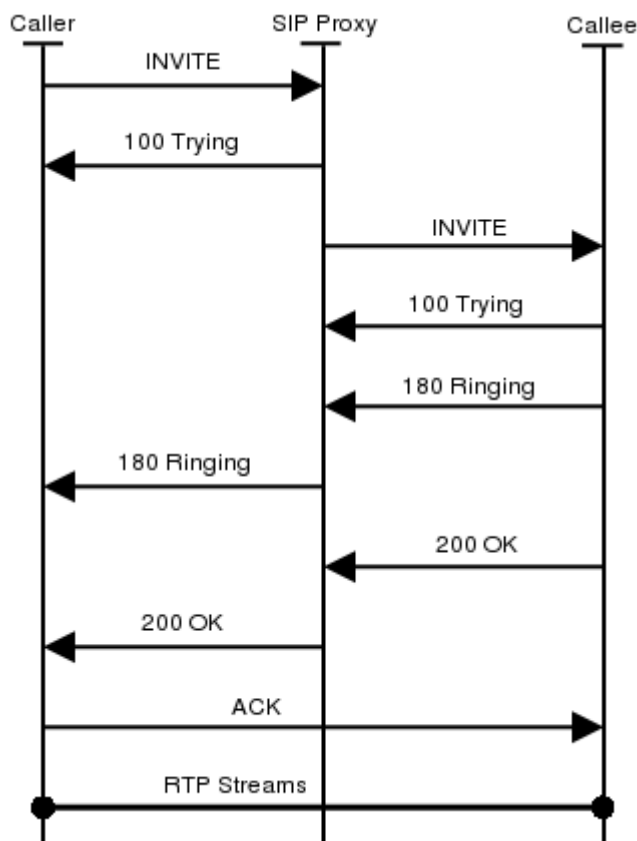 Caller SIP Proxy Callee
INVITE
100 Trying
INVITE
100 Trying
180 Ringing
180 Ringing
200 OK
200 OK
ACK
RTP Streams